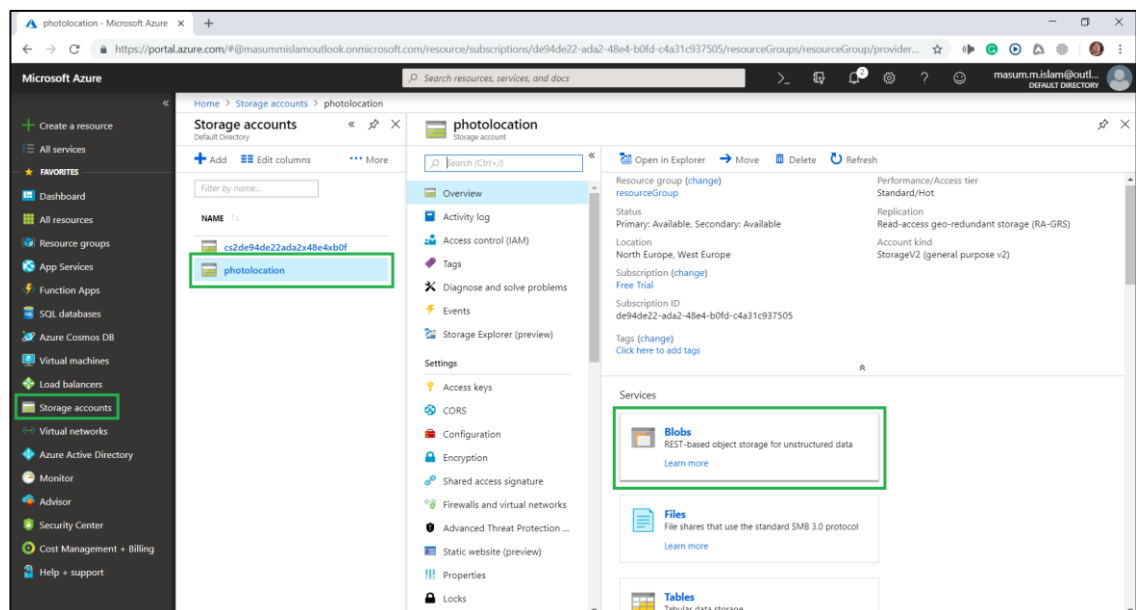 photolocation - Microsoft Azure
https://portal.azure.com/#@masummislamoutlook.onmicrosoft.com/resource/subscriptions/de94de22-ada2-48e4-b0fd-c4a31c937505/resourceGroups/resourceGroup/provider...
Microsoft Azure
Search resources, services, and docs
2
masum.m.islam@outl...
DEFAULT DIRECTORY
Create a resource
All services
FAVORITES
Dashboard
All resources
Resource groups
App Services
Function Apps
SQL databases
Azure Cosmos DB
Virtual machines
Load balancers
Storage accounts
Virtual networks
Azure Active Directory
Monitor
Advisor
Security Center
Cost Management + Billing
Help + support
Home > Storage accounts > photolocation
Storage accounts
Default Directory
Add Edit columns More
Filter by name...
NAME
cs2de94de22ada2x48e4xb0f
photolocation
photolocation
Storage account
Search (Ctrl+/)
Overview
Activity log
Access control (IAM)
Tags
Diagnose and solve problems
Events
Storage Explorer (preview)
Settings
Access keys
CORS
Configuration
Encryption
Shared access signature
Firewalls and virtual networks
Advanced Threat Protection ...
Static website (preview)
Properties
Locks
Open in Explorer Move Delete Refresh
Resource group (change)
resourceGroup
Status
Primary: Available, Secondary: Available
Location
North Europe, West Europe
Subscription (change)
Free Trial
Subscription ID
de94de22-ada2-48e4-b0fd-c4a31c937505
Tags (change)
Click here to add tags
Performance/Access tier
Standard/Hot
Replication
Read-access geo-redundant storage (RA-GRS)
Account kind
StorageV2 (general purpose v2)
Services
Blobs
REST-based object storage for unstructured data
Learn more
Files
File shares that use the standard SMB 3.0 protocol
Learn more
Tables
Tabular data storage